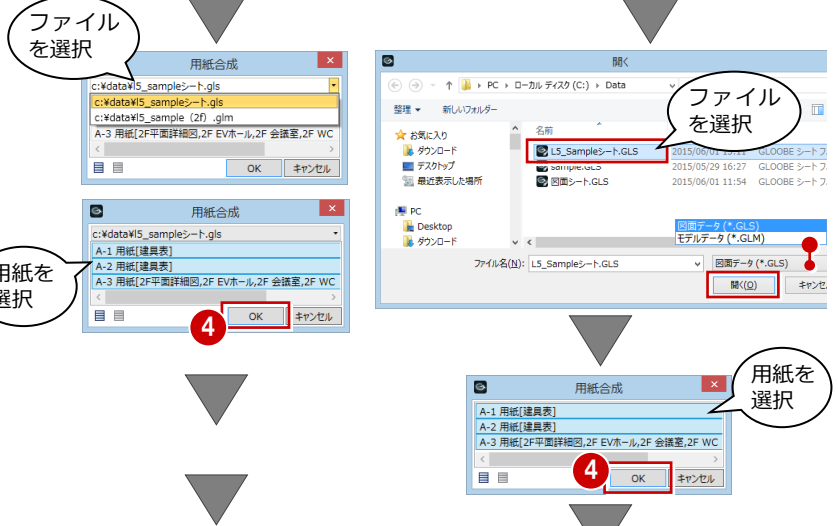 ファイル
を選択
用紙合成
c:¥data¥l5_sampleシート.gls
c:¥data¥l5_sampleシート.gls
c:¥data¥l5_sample（2f）.glm
A-3 用紙[2F平面詳細図,2F EVホール,2F 会議室,2F WC
OK キャンセル
用紙合成
c:¥data¥l5_sampleシート.gls
A-1 用紙[建具表]
A-2 用紙[建具表]
A-3 用紙[2F平面詳細図,2F EVホール,2F 会議室,2F WC
用紙を
選択
4
OK キャンセル
開く
PC ローカル ディスク (C:) Data
整理 新しいフォルダー
ファイル
を選択
お気に入り
ダウンロード
デスクトップ
最近表示した場所
PC
Desktop
ダウンロード
名前
L5_Sampleシート.GLS 2015/06/01 GLOOBE シートフ
sample.GLS 2015/05/29 16:27 GLOOBE シートフ
図面シート.GLS 2015/06/01 11:54 GLOOBE シートフ
図面データ (*.GLS)
モデルデータ (*.GLM)
ファイル名(N): L5_Sampleシート.GLS 図面データ (*.GLS)
開く(O) キャンセ
用紙合成
用紙を
選択
A-1 用紙[建具表]
A-2 用紙[建具表]
A-3 用紙[2F平面詳細図,2F EVホール,2F 会議室,2F WC
4
OK キャンセル